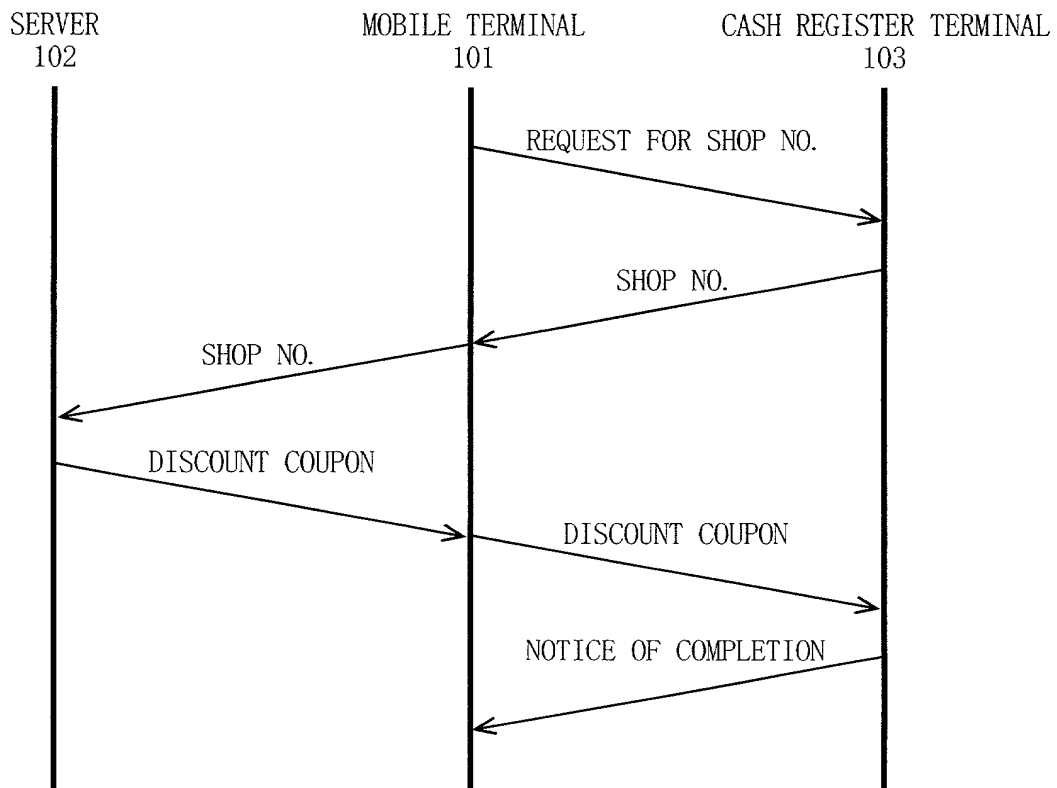 SERVER
102
MOBILE TERMINAL
101
CASH REGISTER TERMINAL
103
REQUEST FOR SHOP NO.
SHOP NO.
SHOP NO.
DISCOUNT COUPON
DISCOUNT COUPON
NOTICE OF COMPLETION